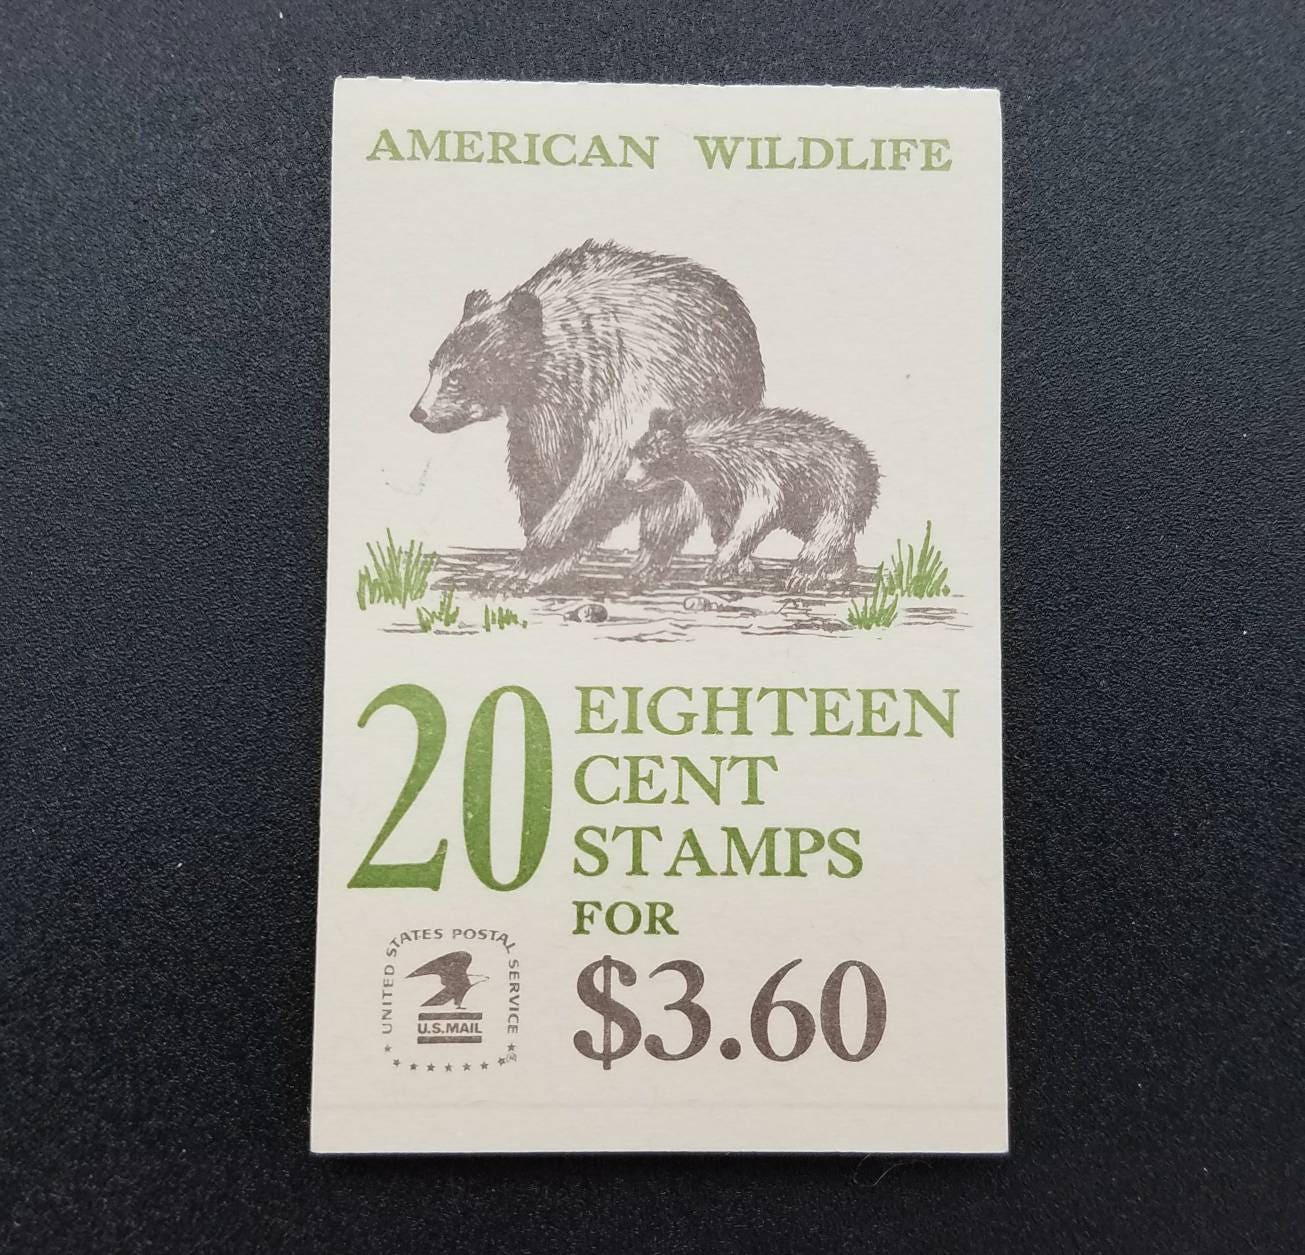 AMERICAN WILDLIFE
20
EIGHTEEN
CENT
STAMPS
FOR
$3.60
UNITED STATES POSTAL SERVICE
U.S.MAIL